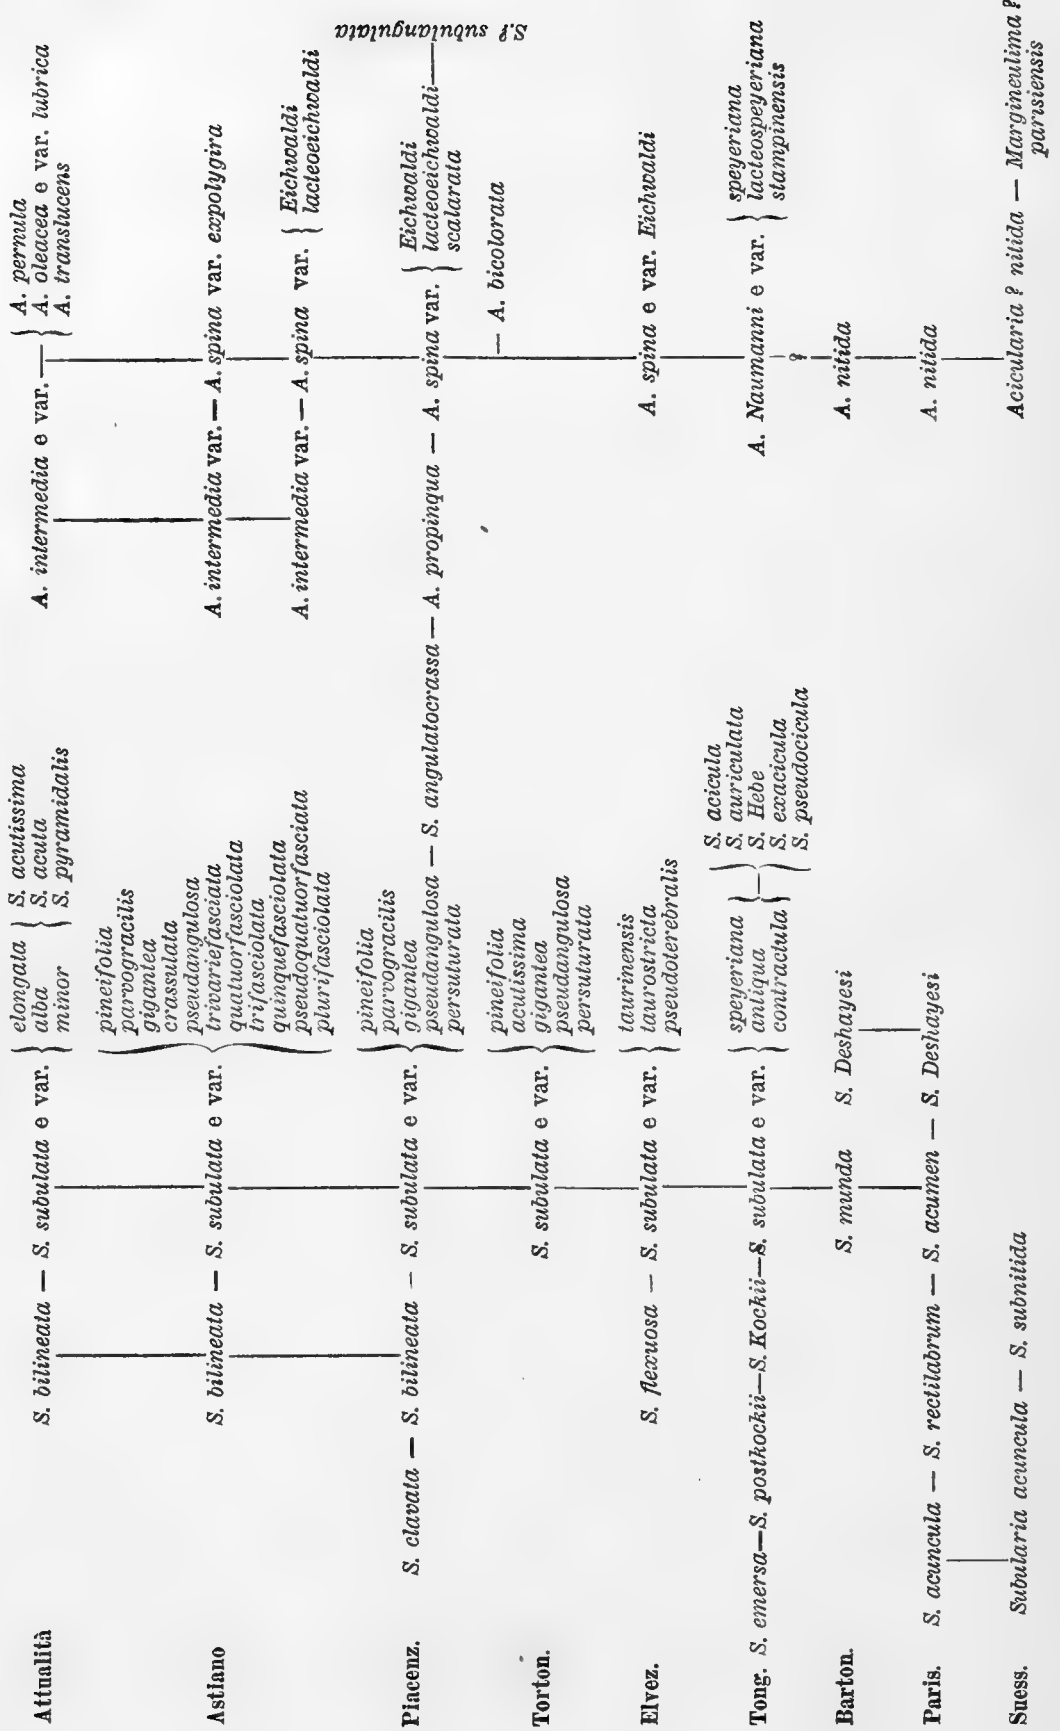 Attualità
S. bilineata — S. subulata e var. { elongata alba minor } { S. acutissima S. acuta S. pyramidalis
A. intermedia e var. — { A. pernula A. oleacea e var. lubrica A. translucens
Astiano
S. bilineata — S. subulata e var. { pineifolia parvogracilis gigantea crassulata pseudangulosa trivariefasciata quatuorfasciolata trifasciolata quinquefasciolata pseudoquatuorfasciata plurifasciolata
A. intermedia var. — A. spina var. expolygira
A. intermedia var. — A. spina var. { Eichwaldi lacteoeichwaldi
Piacenz.
S. clavata — S. bilineata — S. subulata e var. { pineifolia parvogracilis gigantea pseudangulosa persuturata — S. angulatocrassa — A. propinqua — A. spina var. { Eichwaldi lacteoeichwaldi scalarata — S.? subulangulata
— A. bicolorata
Torton.
S. subulata e var. { pineifolia acutissima gigantea pseudangulosa persuturata
Elvez.
S. flexuosa — S. subulata e var. { taurinensis taurostricta pseudoterebralis
A. spina e var. Eichwaldi
Tong. S. emersa — S. postkockii — S. Kockii — S. subulata e var. { speyeriana antiqua contractula } — { S. acicula S. auriculata S. Hebe S. exacicula S. pseudocicula
A. Naumanni e var. { speyeriana lacteospeyeriana stampinensis
?
Barton.
S. munda S. Deshayesi
A. nitida
Paris.
S. acuncula — S. rectilabrum — S. acumen — S. Deshayesi
A. nitida
Suess.
Subularia acuncula — S. subnitida
Acicularia? nitida — Margineulima? parisiensis